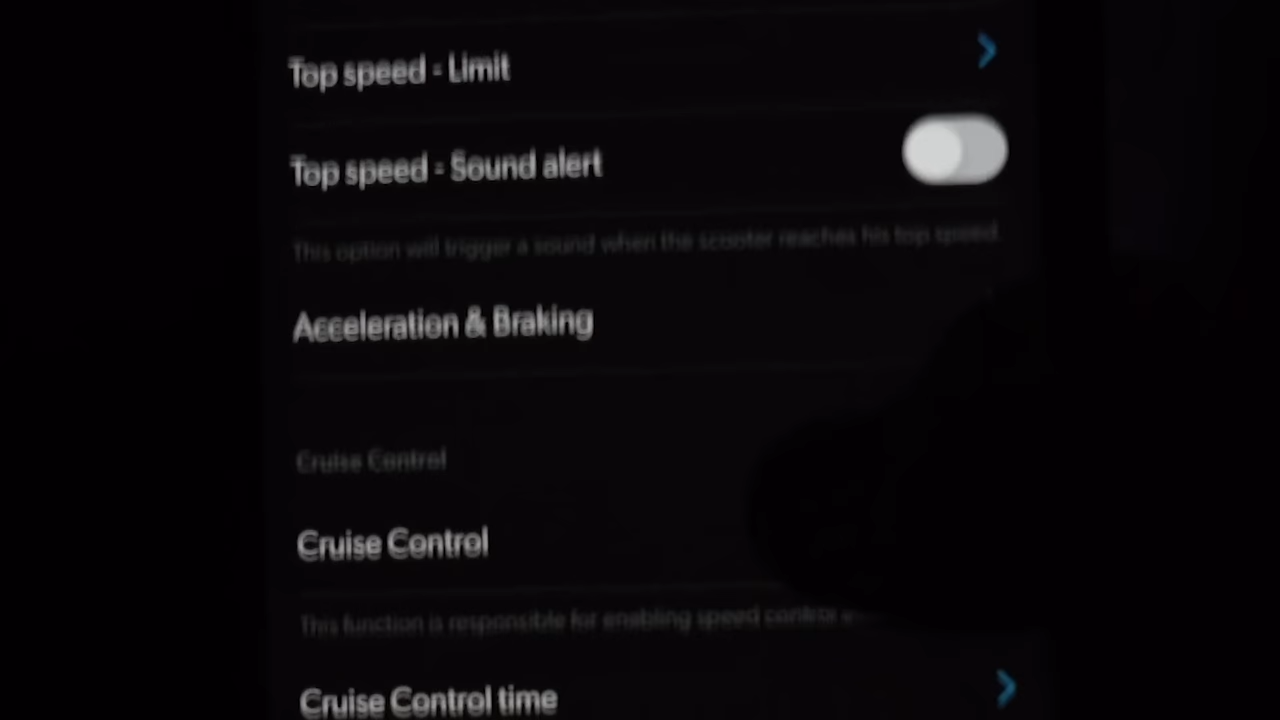 Top speed - Limit
Top speed - Sound alert
This option will trigger a sound when the scooter reaches his top speed.
Acceleration & Braking
Cruise Control
Cruise Control
This function is responsible for enabling speed control
Cruise Control time